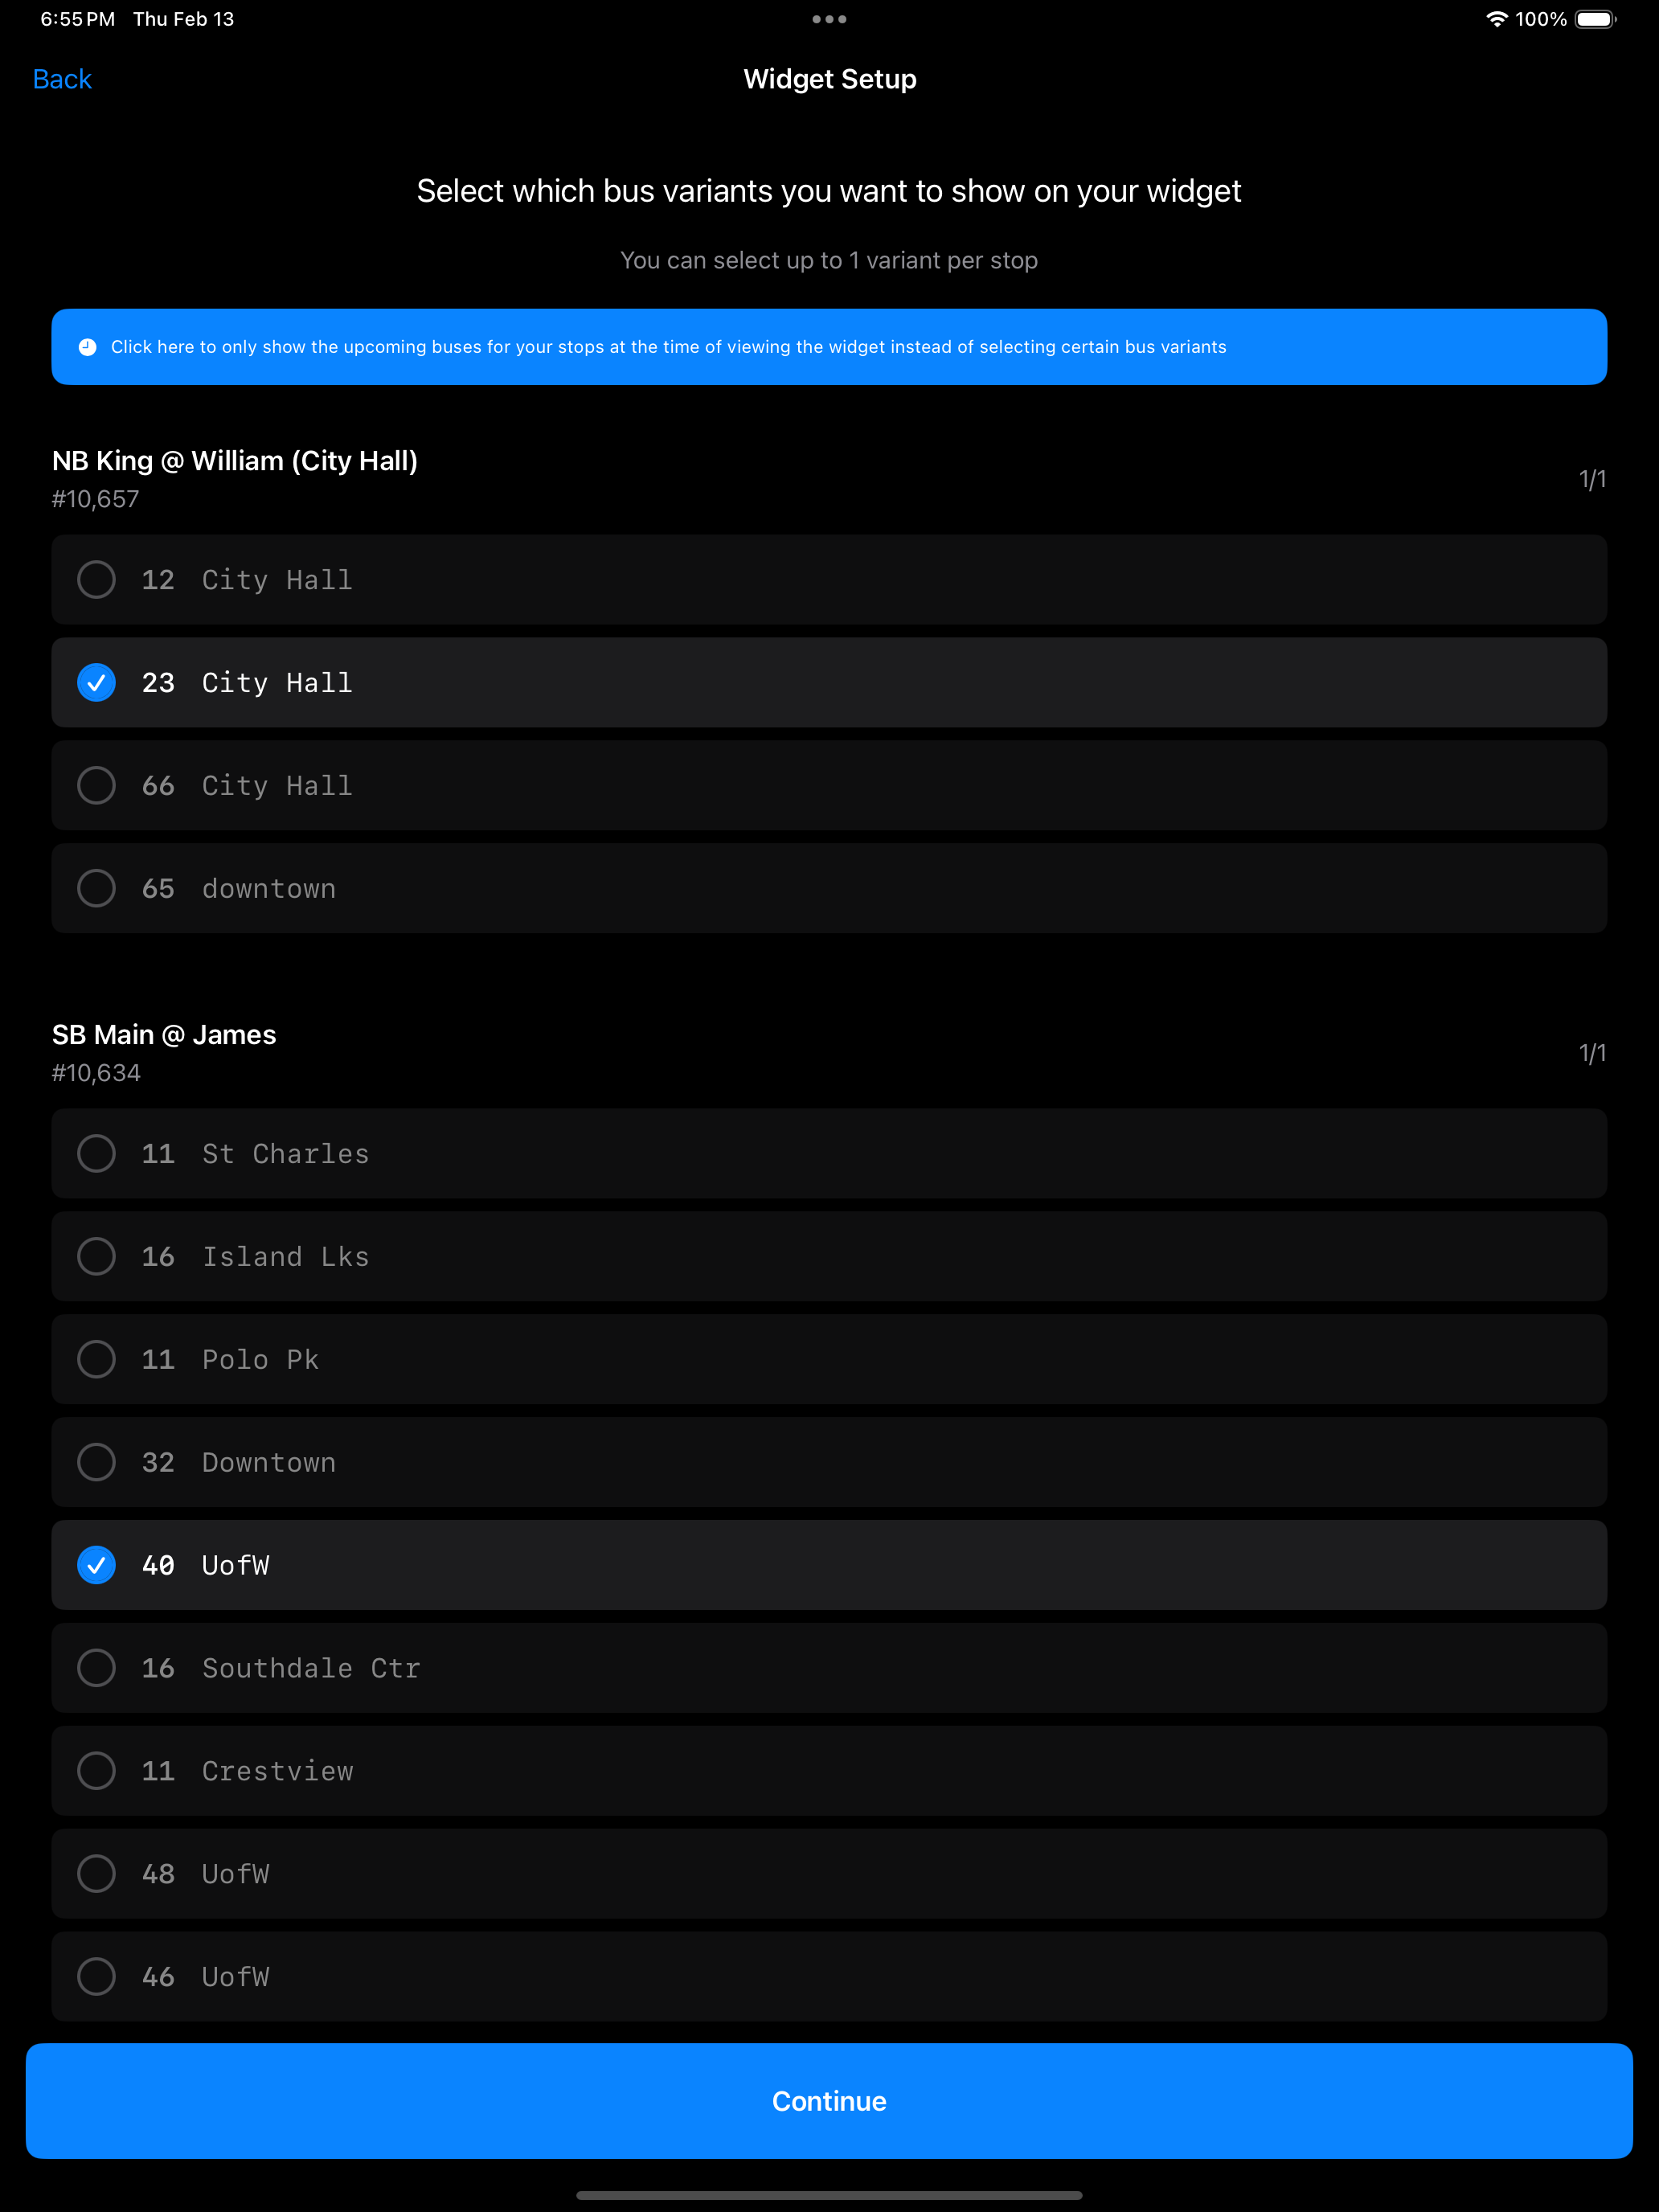 6:55 PM Thu Feb 13
100%
Back
Widget Setup
Select which bus variants you want to show on your widget
You can select up to 1 variant per stop
Click here to only show the upcoming buses for your stops at the time of viewing the widget instead of selecting certain bus variants
NB King @ William (City Hall)
#10,657
1/1
12 City Hall
23 City Hall
66 City Hall
65 downtown
SB Main @ James
#10,634
1/1
11 St Charles
16 Island Lks
11 Polo Pk
32 Downtown
40 UofW
16 Southdale Ctr
11 Crestview
48 UofW
46 UofW
Continue